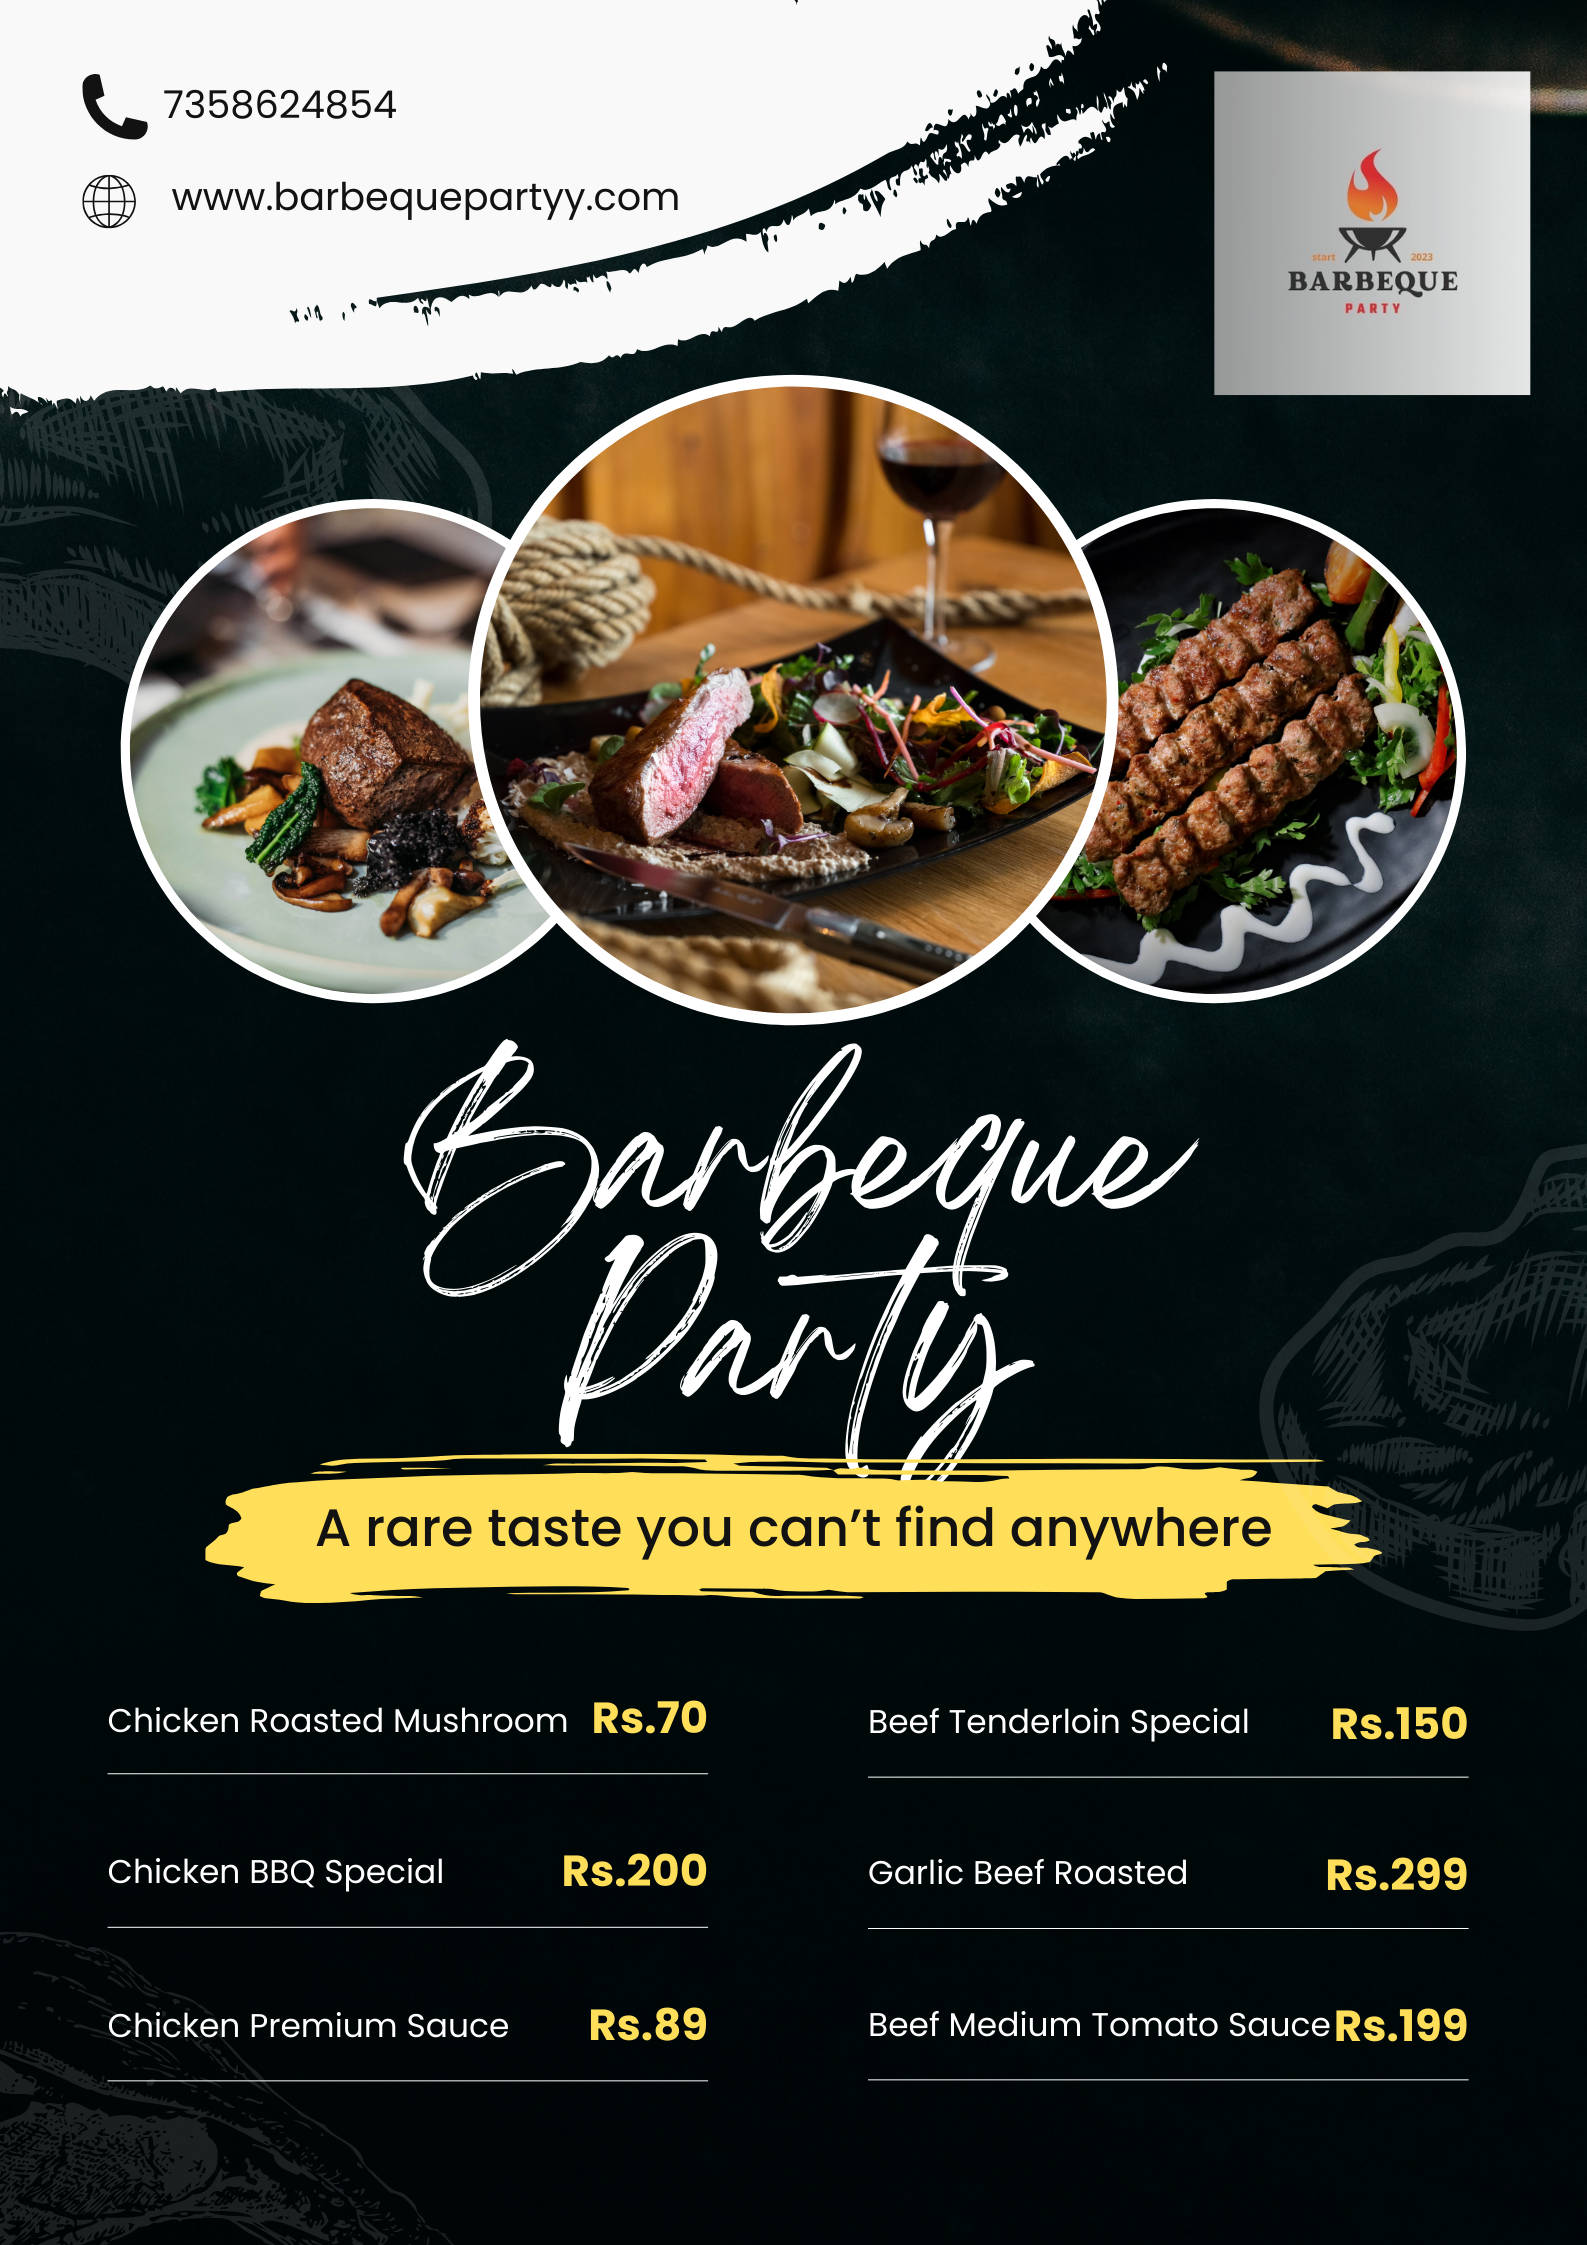 7358624854
www.barbequepartyy.com
start 2023
BARBEQUE
PARTY
Barbeque
Party
A rare taste you can’t find anywhere
Chicken Roasted Mushroom Rs.70
Chicken BBQ Special Rs.200
Chicken Premium Sauce Rs.89
Beef Tenderloin Special Rs.150
Garlic Beef Roasted Rs.299
Beef Medium Tomato Sauce Rs.199